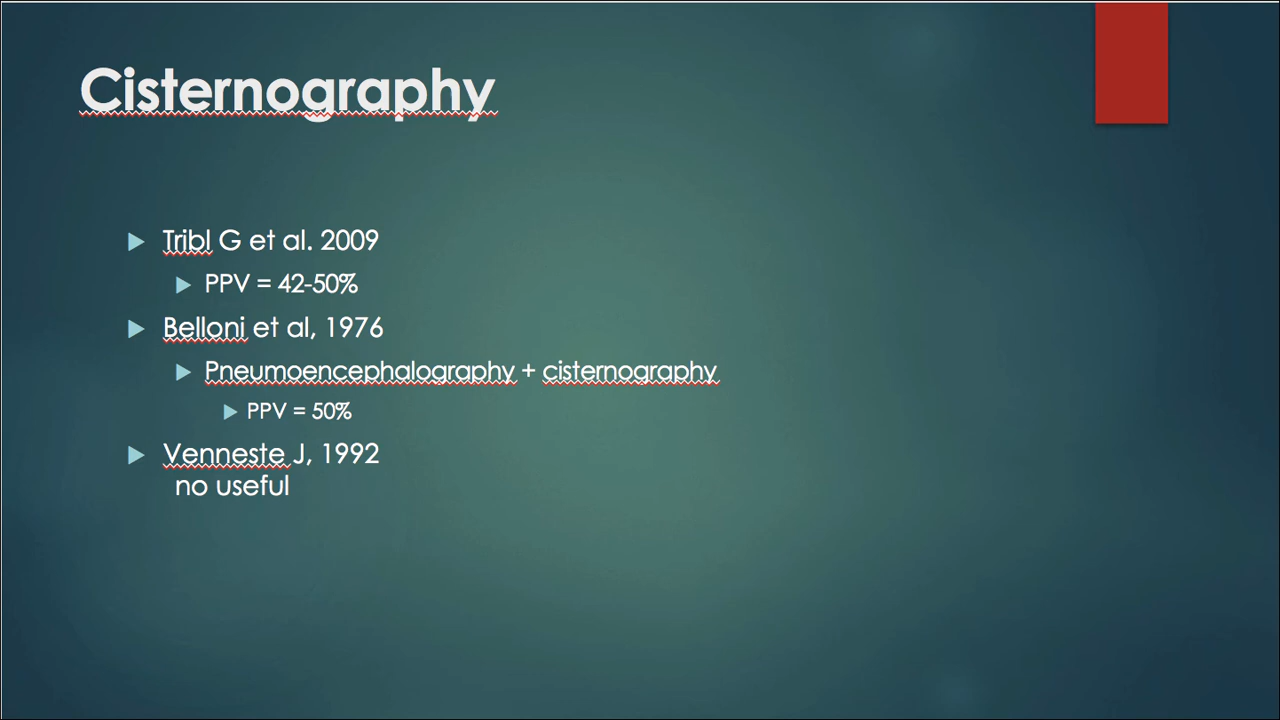 Cisternography
Tribl G et al. 2009
PPV = 42-50%
Belloni et al, 1976
Pneumoencephalography + cisternography
PPV = 50%
Venneste J, 1992
no useful